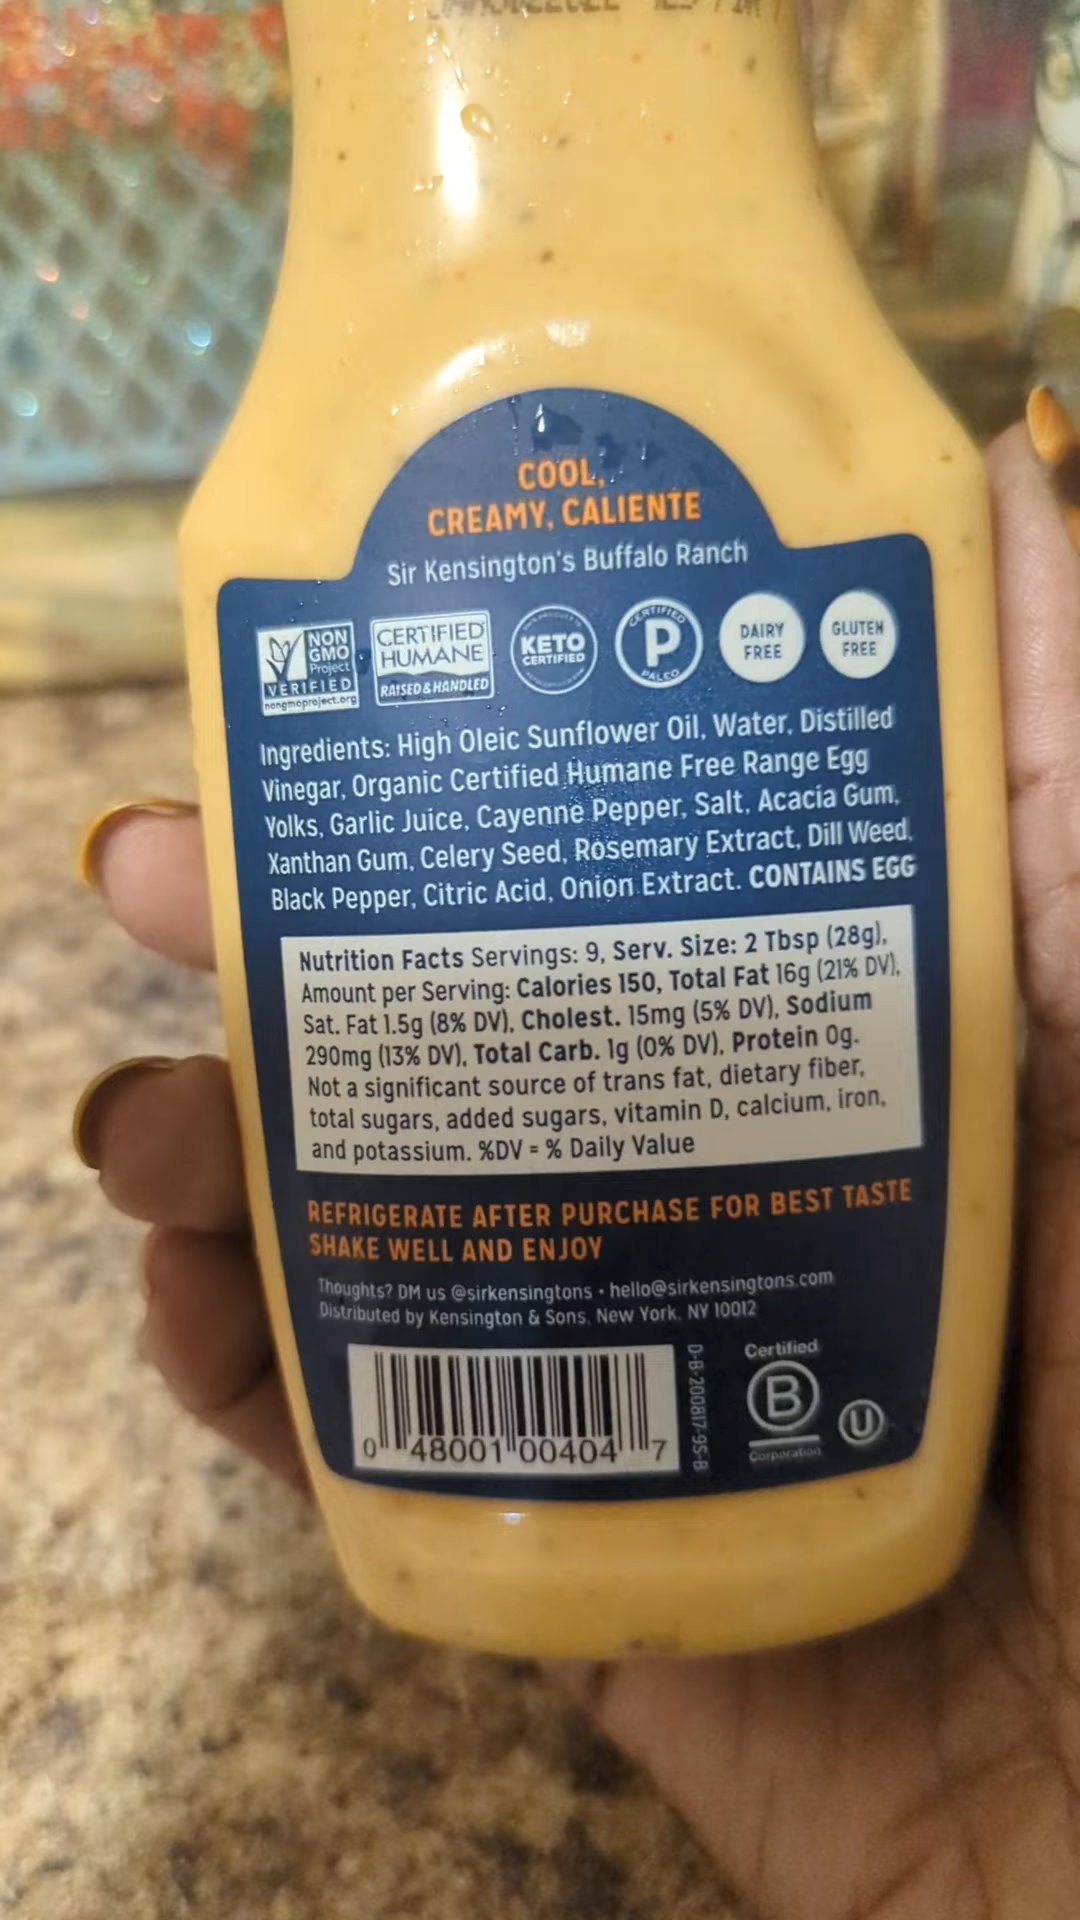 COOL,
CREAMY, CALIENTE
Sir Kensington's Buffalo Ranch
NON
GMO
Project
VERIFIED
nongmoproject.org
CERTIFIED
HUMANE
RAISED & HANDLED
KETO
CERTIFIED
CERTIFIED
P
PALEO
DAIRY
FREE
GLUTEN
FREE
Ingredients: High Oleic Sunflower Oil, Water, Distilled
Vinegar, Organic Certified Humane Free Range Egg
Yolks, Garlic Juice, Cayenne Pepper, Salt, Acacia Gum,
Xanthan Gum, Celery Seed, Rosemary Extract, Dill Weed,
Black Pepper, Citric Acid, Onion Extract. CONTAINS EGG
Nutrition Facts Servings: 9, Serv. Size: 2 Tbsp (28g),
Amount per Serving: Calories 150, Total Fat 16g (21% DV),
Sat. Fat 1.5g (8% DV), Cholest. 15mg (5% DV), Sodium
290mg (13% DV), Total Carb. 1g (0% DV), Protein 0g.
Not a significant source of trans fat, dietary fiber,
total sugars, added sugars, vitamin D, calcium, iron,
and potassium. %DV = % Daily Value
REFRIGERATE AFTER PURCHASE FOR BEST TASTE
SHAKE WELL AND ENJOY
Thoughts? DM us @sirkensingtons • hello@sirkensingtons.com
Distributed by Kensington & Sons, New York, NY 10012
0 48001 00404 7
D-B-200817-9S-B
Certified
B
Corporation
U